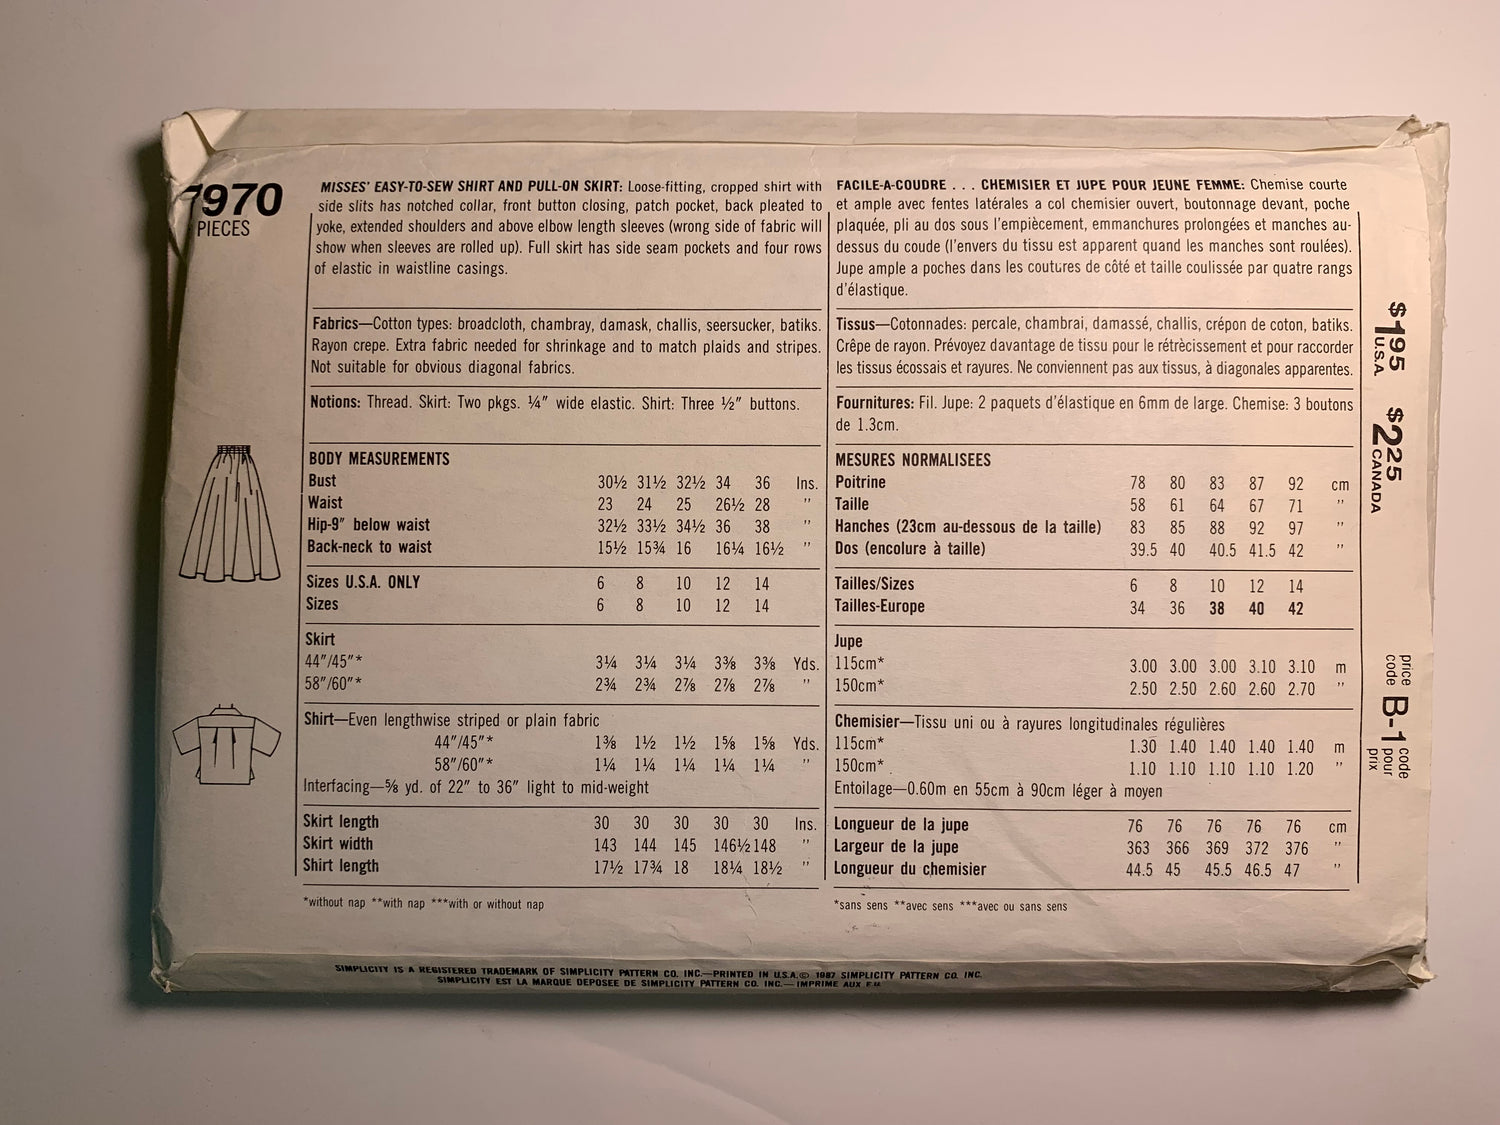 7970
PIECES
MISSES' EASY-TO-SEW SHIRT AND PULL-ON SKIRT: Loose-fitting, cropped shirt with
side slits has notched collar, front button closing, patch pocket, back pleated to
yoke, extended shoulders and above elbow length sleeves (wrong side of fabric will
show when sleeves are rolled up). Full skirt has side seam pockets and four rows
of elastic in waistline casings.
Fabrics—Cotton types: broadcloth, chambray, damask, challis, seersucker, batiks.
Rayon crepe. Extra fabric needed for shrinkage and to match plaids and stripes.
Not suitable for obvious diagonal fabrics.
Notions: Thread. Skirt: Two pkgs. ¼" wide elastic. Shirt: Three ½" buttons.
BODY MEASUREMENTS
Bust 30½ 31½ 32½ 34 36 Ins.
Waist 23 24 25 26½ 28 "
Hip-9" below waist 32½ 33½ 34½ 36 38 "
Back-neck to waist 15½ 15¾ 16 16¼ 16½ "
Sizes U.S.A. ONLY 6 8 10 12 14
Sizes 6 8 10 12 14
Skirt
44"/45"* 3¼ 3¼ 3¼ 3⅜ 3⅜ Yds.
58"/60"* 2¾ 2¾ 2⅞ 2⅞ 2⅞ "
Shirt—Even lengthwise striped or plain fabric
44"/45"* 1⅜ 1½ 1½ 1⅝ 1⅝ Yds.
58"/60"* 1¼ 1¼ 1¼ 1¼ 1¼ "
Interfacing—⅝ yd. of 22" to 36" light to mid-weight
Skirt length 30 30 30 30 30 Ins.
Skirt width 143 144 145 146½ 148 "
Shirt length 17½ 17¾ 18 18¼ 18½ "
*without nap **with nap ***with or without nap
FACILE-A-COUDRE . . . CHEMISIER ET JUPE POUR JEUNE FEMME: Chemise courte
et ample avec fentes latérales a col chemisier ouvert, boutonnage devant, poche
plaquée, pli au dos sous l'empiècement, emmanchures prolongées et manches au-
dessus du coude (l'envers du tissu est apparent quand les manches sont roulées).
Jupe ample a poches dans les coutures de côté et taille coulissée par quatre rangs
d'élastique.
Tissus—Cotonnades: percale, chambrai, damassé, challis, crépon de coton, batiks.
Crêpe de rayon. Prévoyez davantage de tissu pour le rétrècissement et pour raccorder
les tissus écossais et rayures. Ne conviennent pas aux tissus, à diagonales apparentes.
Fournitures: Fil. Jupe: 2 paquets d'élastique en 6mm de large. Chemise: 3 boutons
de 1.3cm.
MESURES NORMALISEES
Poitrine 78 80 83 87 92 cm
Taille 58 61 64 67 71 "
Hanches (23cm au-dessous de la taille) 83 85 88 92 97 "
Dos (encolure à taille) 39.5 40 40.5 41.5 42 "
Tailles/Sizes 6 8 10 12 14
Tailles-Europe 34 36 38 40 42
Jupe
115cm* 3.00 3.00 3.00 3.10 3.10 m
150cm* 2.50 2.50 2.60 2.60 2.70 "
Chemisier—Tissu uni ou à rayures longitudinales régulières
115cm* 1.30 1.40 1.40 1.40 1.40 m
150cm* 1.10 1.10 1.10 1.10 1.20 "
Entoilage—0.60m en 55cm à 90cm léger à moyen
Longueur de la jupe 76 76 76 76 76 cm
Largeur de la jupe 363 366 369 372 376 "
Longueur du chemisier 44.5 45 45.5 46.5 47 "
*sans sens **avec sens ***avec ou sans sens
$195 U.S.A.
$225 CANADA
price code B-1 code pour prix
SIMPLICITY IS A REGISTERED TRADEMARK OF SIMPLICITY PATTERN CO. INC.—PRINTED IN U.S.A.© 1987 SIMPLICITY PATTERN CO. INC.
SIMPLICITY EST LA MARQUE DEPOSEE DE SIMPLICITY PATTERN CO. INC.—IMPRIME AUX E.U.